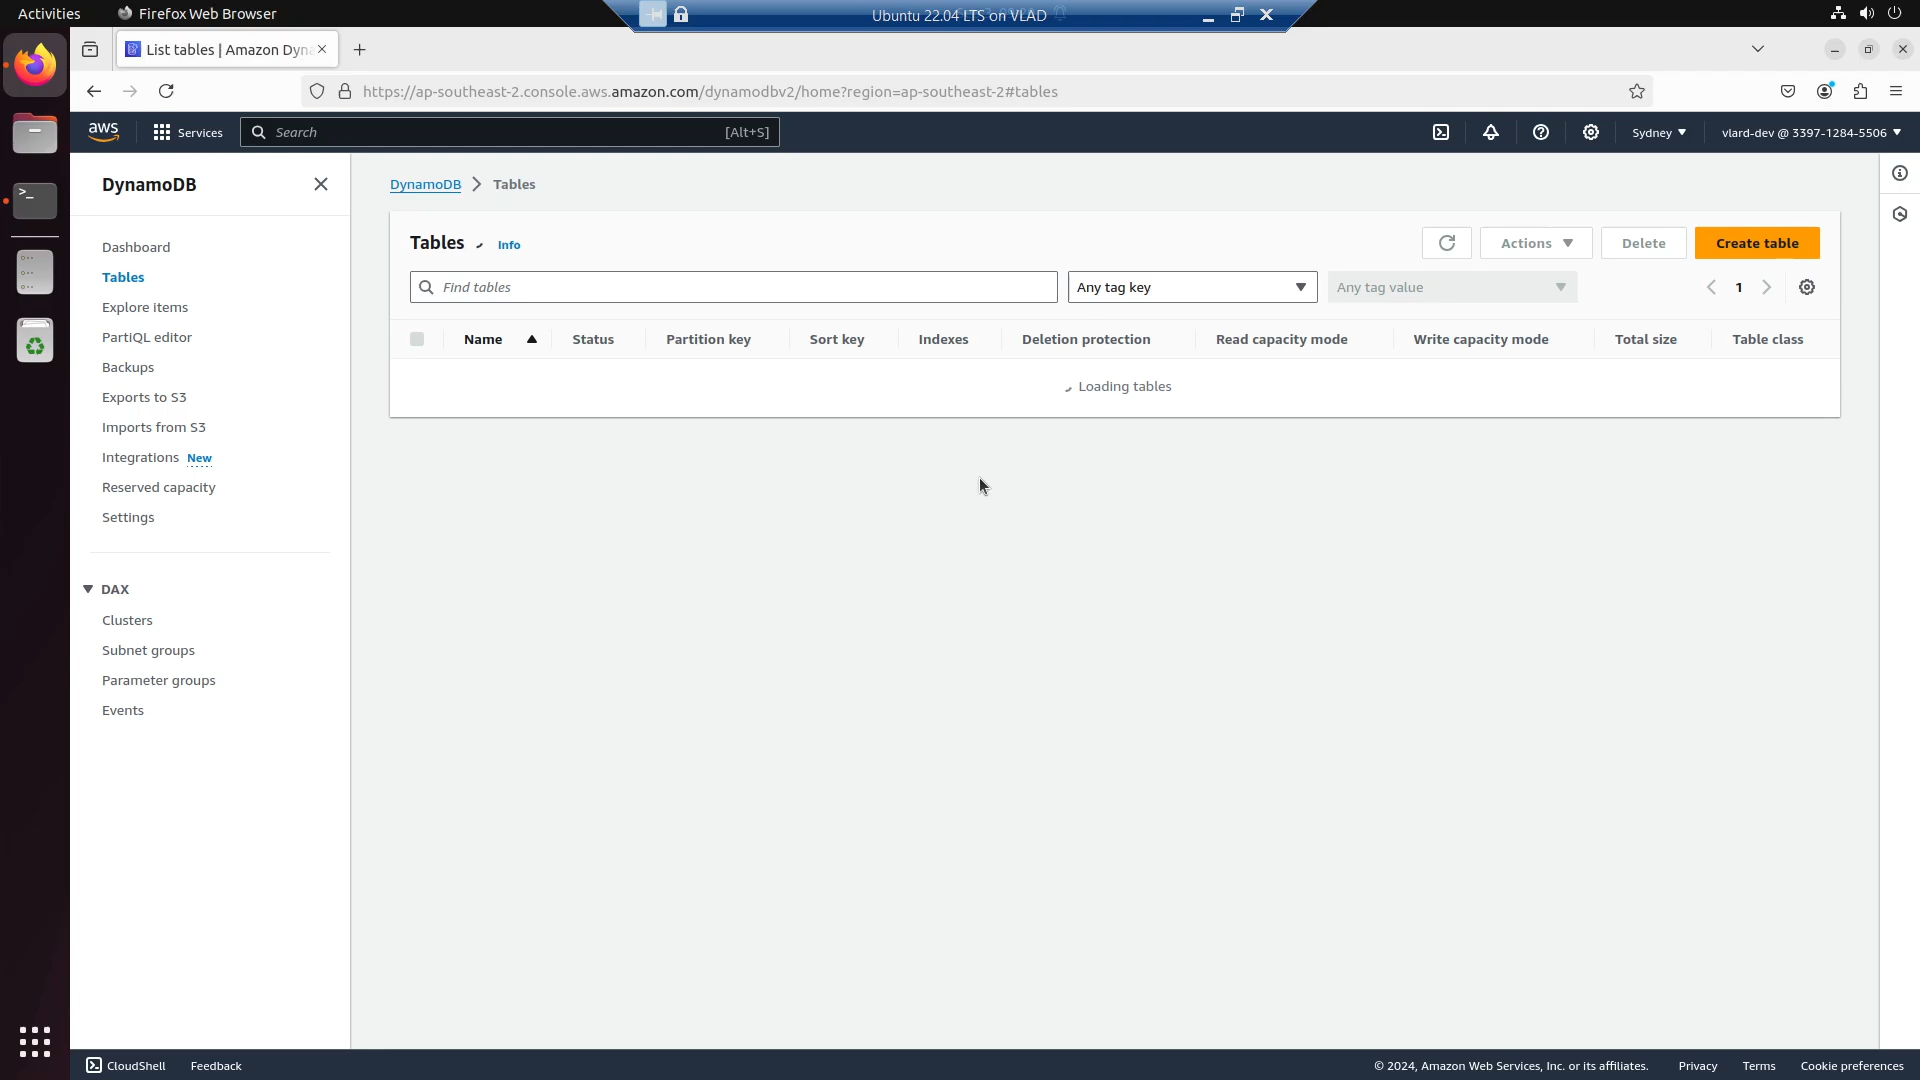 Activities
Firefox Web Browser
Ubuntu 22.04 LTS on VLAD
List tables | Amazon Dyn
https://ap-southeast-2.console.aws.amazon.com/dynamodbv2/home?region=ap-southeast-2#tables
aws
Services
Search
[Alt+S]
Sydney
vlard-dev @ 3397-1284-5506
DynamoDB
Dashboard
Tables
Explore items
PartiQL editor
Backups
Exports to S3
Imports from S3
Integrations New
Reserved capacity
Settings
DAX
Clusters
Subnet groups
Parameter groups
Events
DynamoDB
Tables
Tables
Info
Actions
Delete
Create table
Find tables
Any tag key
Any tag value
1
Name
Status
Partition key
Sort key
Indexes
Deletion protection
Read capacity mode
Write capacity mode
Total size
Table class
Loading tables
CloudShell
Feedback
© 2024, Amazon Web Services, Inc. or its affiliates.
Privacy
Terms
Cookie preferences